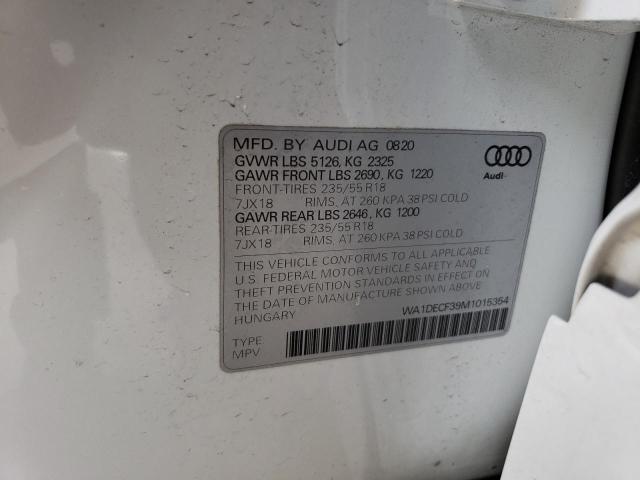 MFD. BY AUDI AG 0820
GVWR LBS 5126, KG 2325
GAWR FRONT LBS 2690, KG 1220
FRONT-TIRES 235/55 R18
7JX18 RIMS, AT 260 KPA 38 PSI COLD
GAWR REAR LBS 2646, KG 1200
REAR-TIRES 235/55 R18
7JX18 RIMS, AT 260 KPA 38 PSI COLD
Audi
THIS VEHICLE CONFORMS TO ALL APPLICABLE
U.S. FEDERAL MOTOR VEHICLE SAFETY AND
THEFT PREVENTION STANDARDS IN EFFECT ON
THE DATE OF MANUFACTURE SHOWN ABOVE
HUNGARY
WA1DECF39M1015354
TYPE
MPV